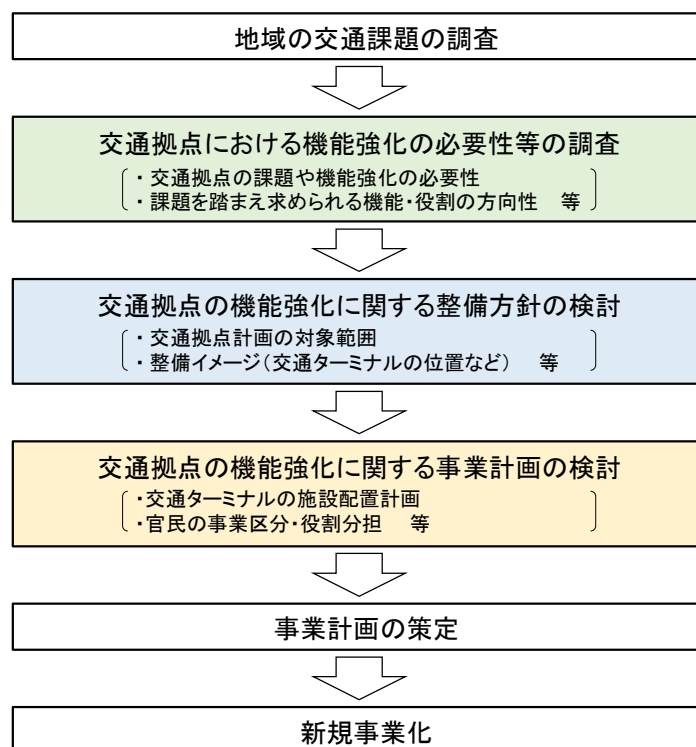 地域の交通課題の調査
交通拠点における機能強化の必要性等の調査
・交通拠点の課題や機能強化の必要性
・課題を踏まえ求められる機能・役割の方向性　等
交通拠点の機能強化に関する整備方針の検討
・交通拠点計画の対象範囲
・整備イメージ（交通ターミナルの位置など）　等
交通拠点の機能強化に関する事業計画の検討
・交通ターミナルの施設配置計画
・官民の事業区分・役割分担　等
事業計画の策定
新規事業化